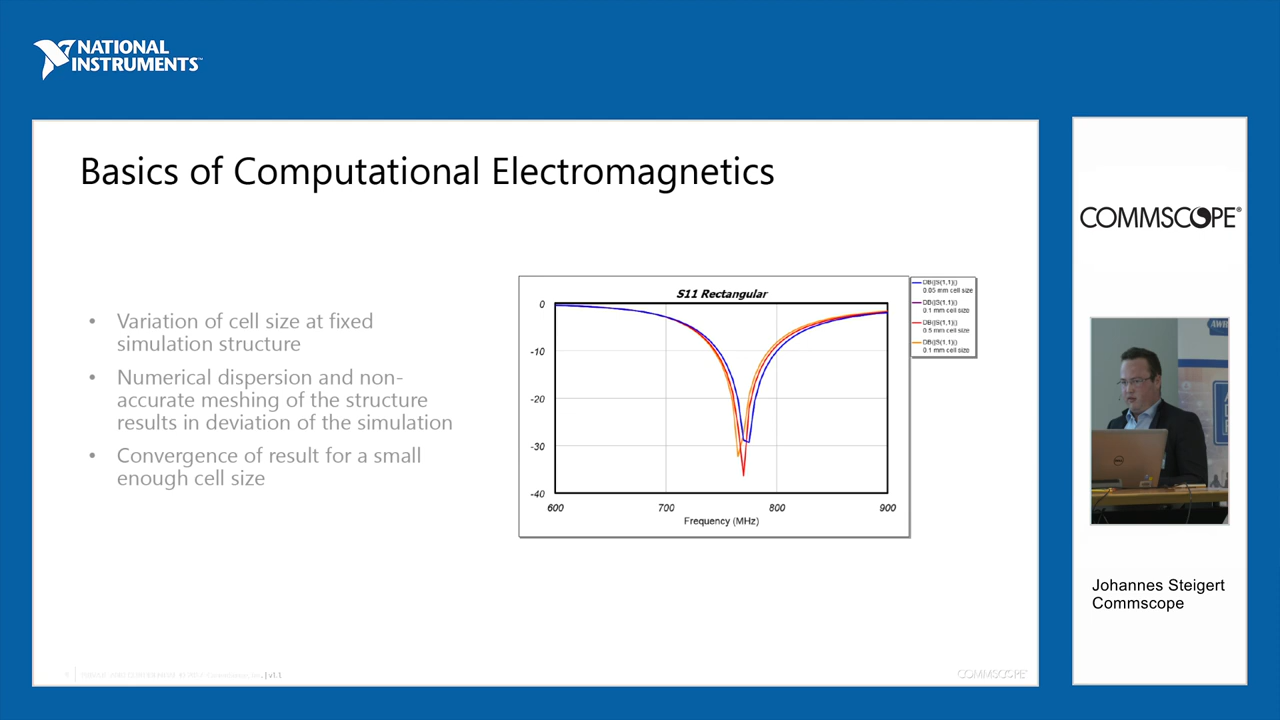 NATIONAL
INSTRUMENTS™
Basics of Computational Electromagnetics
• Variation of cell size at fixed
simulation structure
• Numerical dispersion and non-
accurate meshing of the structure
results in deviation of the simulation
• Convergence of result for a small
enough cell size
S11 Rectangular
0
-10
-20
-30
-40
600 700 800 900
Frequency (MHz)
DB(|S(1,1)|)
0.05 mm cell size
DB(|S(1,1)|)
0.1 mm cell size
DB(|S(1,1)|)
0.5 mm cell size
DB(|S(1,1)|)
0.1 mm cell size
v1.1
COMMSCOPE®
COMMSCOPE®
Johannes Steigert
Commscope